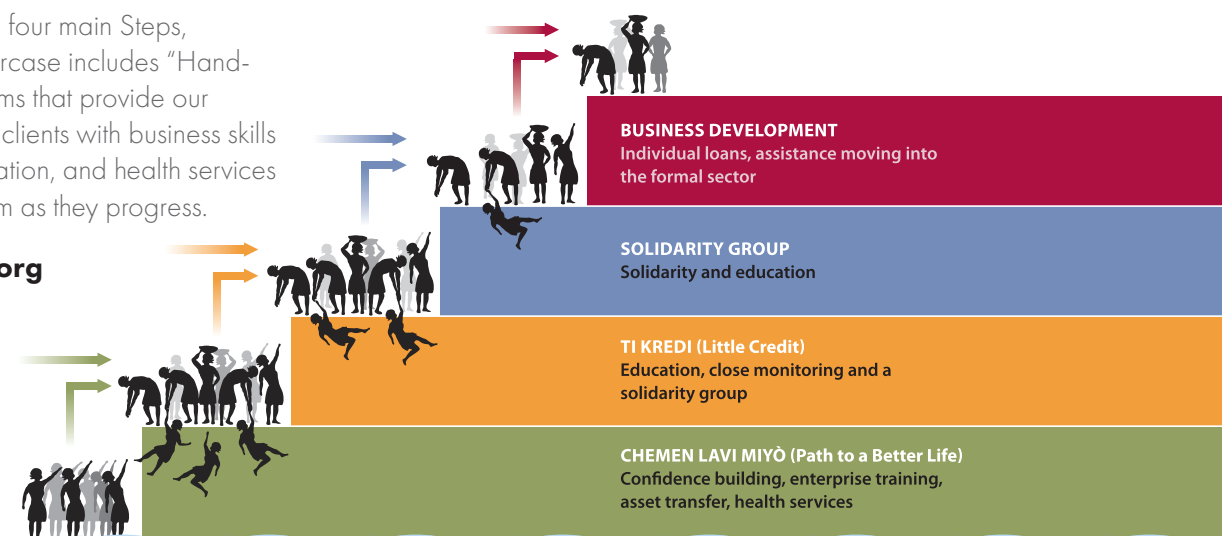 four main Steps,
rcase includes “Hand-
ms that provide our
clients with business skills
ation, and health services
m as they progress.
org
BUSINESS DEVELOPMENT
Individual loans, assistance moving into
the formal sector
SOLIDARITY GROUP
Solidarity and education
TI KREDI (Little Credit)
Education, close monitoring and a
solidarity group
CHEMEN LAVI MIYÒ (Path to a Better Life)
Confidence building, enterprise training,
asset transfer, health services